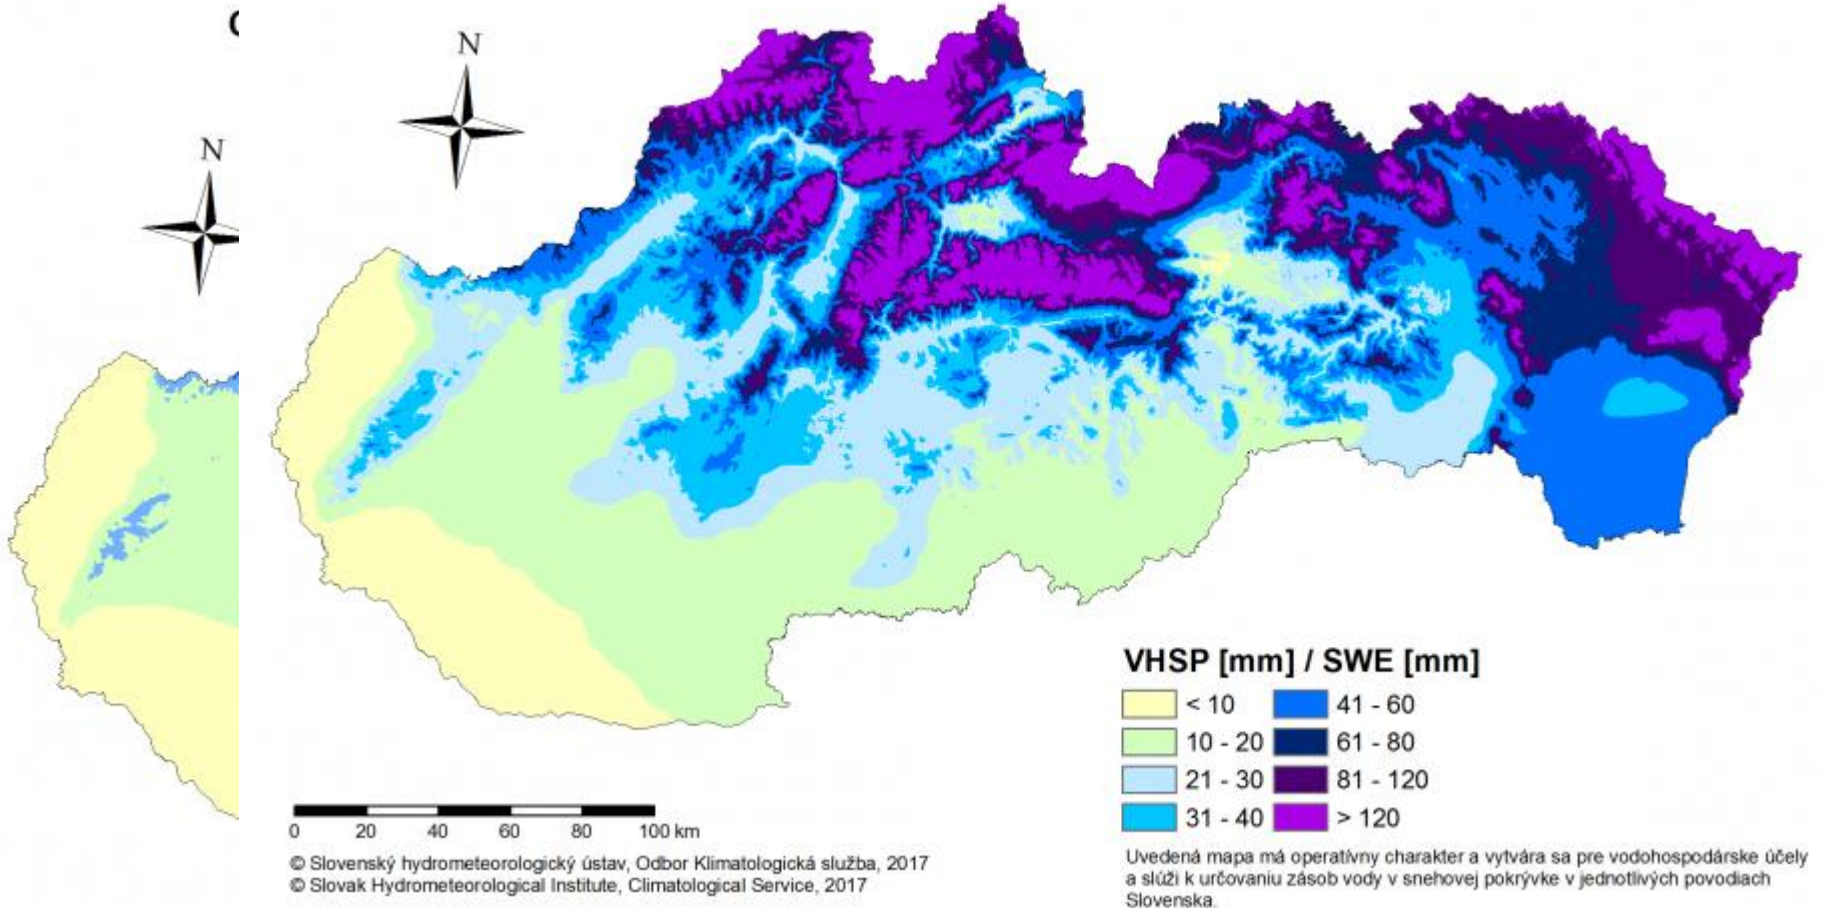 N
N
VHSP [mm] / SWE [mm]
< 10 41 - 60
10 - 20 61 - 80
21 - 30 81 - 120
31 - 40 > 120
0 20 40 60 80 100 km
© Slovenský hydrometeorologický ústav, Odbor Klimatologická služba, 2017
© Slovak Hydrometeorological Institute, Climatological Service, 2017
Uvedená mapa má operatívny charakter a vytvára sa pre vodohospodárske účely
a slúži k určovaniu zásob vody v snehovej pokrývke v jednotlivých povodiach
Slovenska.